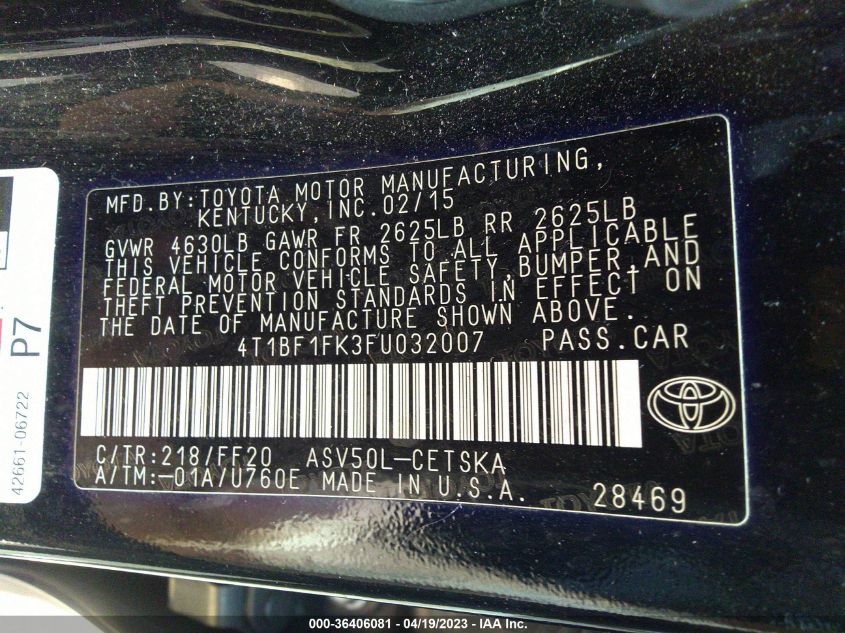 MFD.BY:TOYOTA MOTOR MANUFACTURING,
KENTUCKY,INC.02/15
GVWR 4630LB GAWR FR 2625LB RR 2625LB
THIS VEHICLE CONFORMS TO ALL APPLICABLE
FEDERAL MOTOR VEHICLE SAFETY,BUMPER,AND
THEFT PREVENTION STANDARDS IN EFFECT ON
THE DATE OF MANUFACTURE SHOWN ABOVE.
4T1BF1FK3FU032007 PASS.CAR
C/TR:218/FF20 ASV50L-CETSKA
A/TM:-01A/U760E MADE IN U.S.A. 28469
P7
42661-06722
000-36406081 - 04/19/2023 - IAA Inc.